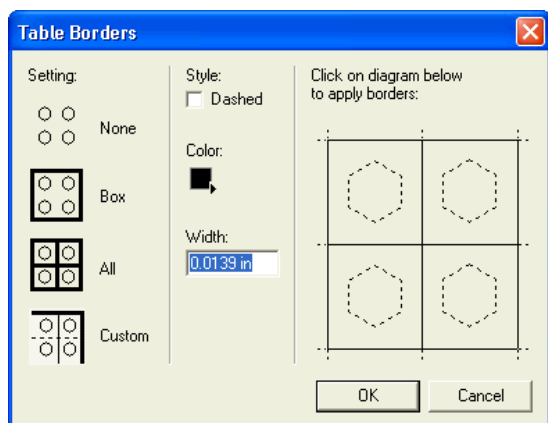 Table Borders
Setting:
None
Box
All
Custom
Style:
Dashed
Color:
Width:
0.0139 in
Click on diagram below
to apply borders:
OK
Cancel